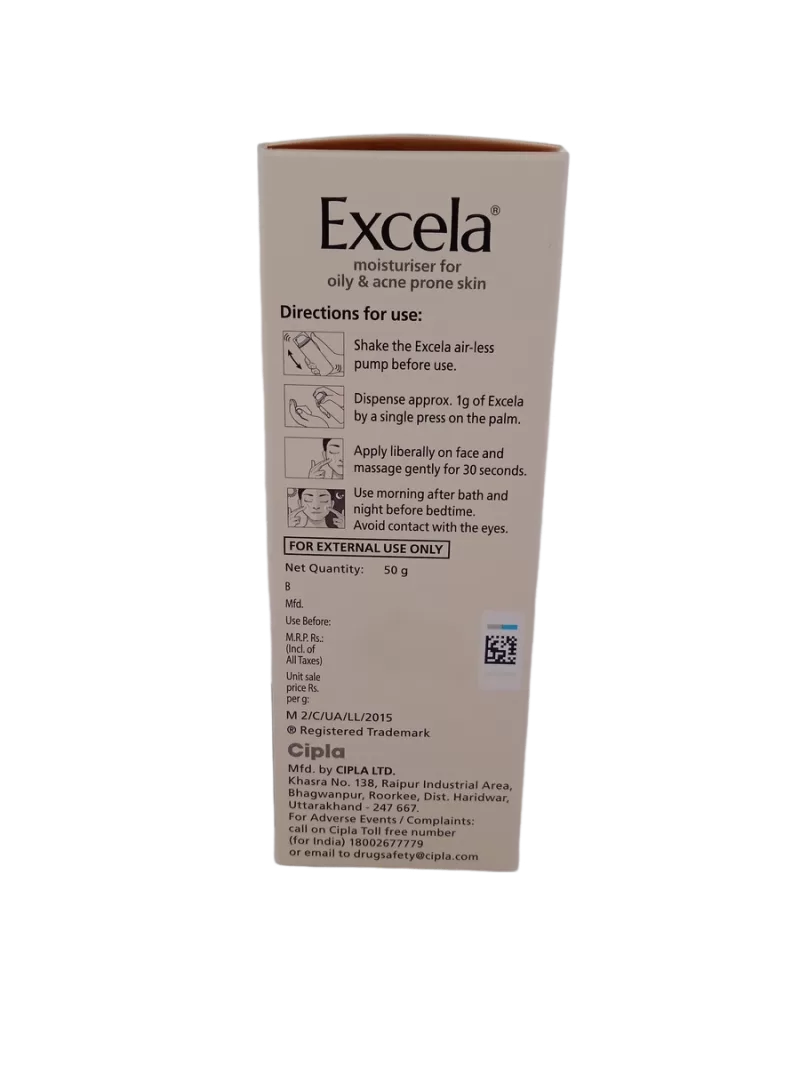 Excela®
moisturiser for
oily & acne prone skin
Directions for use:
Shake the Excela air-less
pump before use.
Dispense approx. 1g of Excela
by a single press on the palm.
Apply liberally on face and
massage gently for 30 seconds.
Use morning after bath and
night before bedtime.
Avoid contact with the eyes.
FOR EXTERNAL USE ONLY
Net Quantity: 50 g
B
Mfd.
Use Before:
M.R.P. Rs.:
(Incl. of
All Taxes)
Unit sale
price Rs.
per g:
M 2/C/UA/LL/2015
® Registered Trademark
Cipla
Mfd. by CIPLA LTD.
Khasra No. 138, Raipur Industrial Area,
Bhagwanpur, Roorkee, Dist. Haridwar,
Uttarakhand - 247 667.
For Adverse Events / Complaints:
call on Cipla Toll free number
(for India) 18002677779
or email to drugsafety@cipla.com